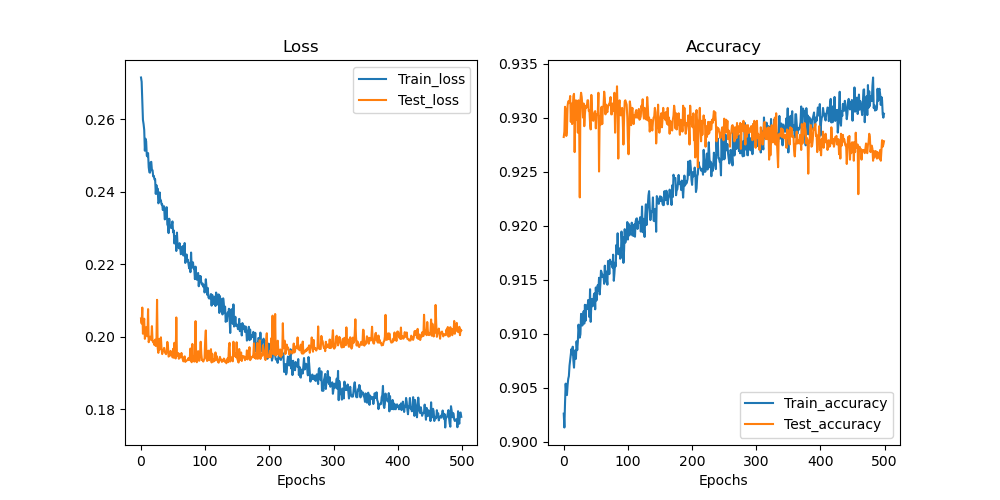 Loss
Train_loss
Test_loss
0.26
0.24
0.22
0.20
0.18
0 100 200 300 400 500
Epochs
Accuracy
0.935
0.930
0.925
0.920
0.915
0.910
0.905
0.900
Train_accuracy
Test_accuracy
0 100 200 300 400 500
Epochs